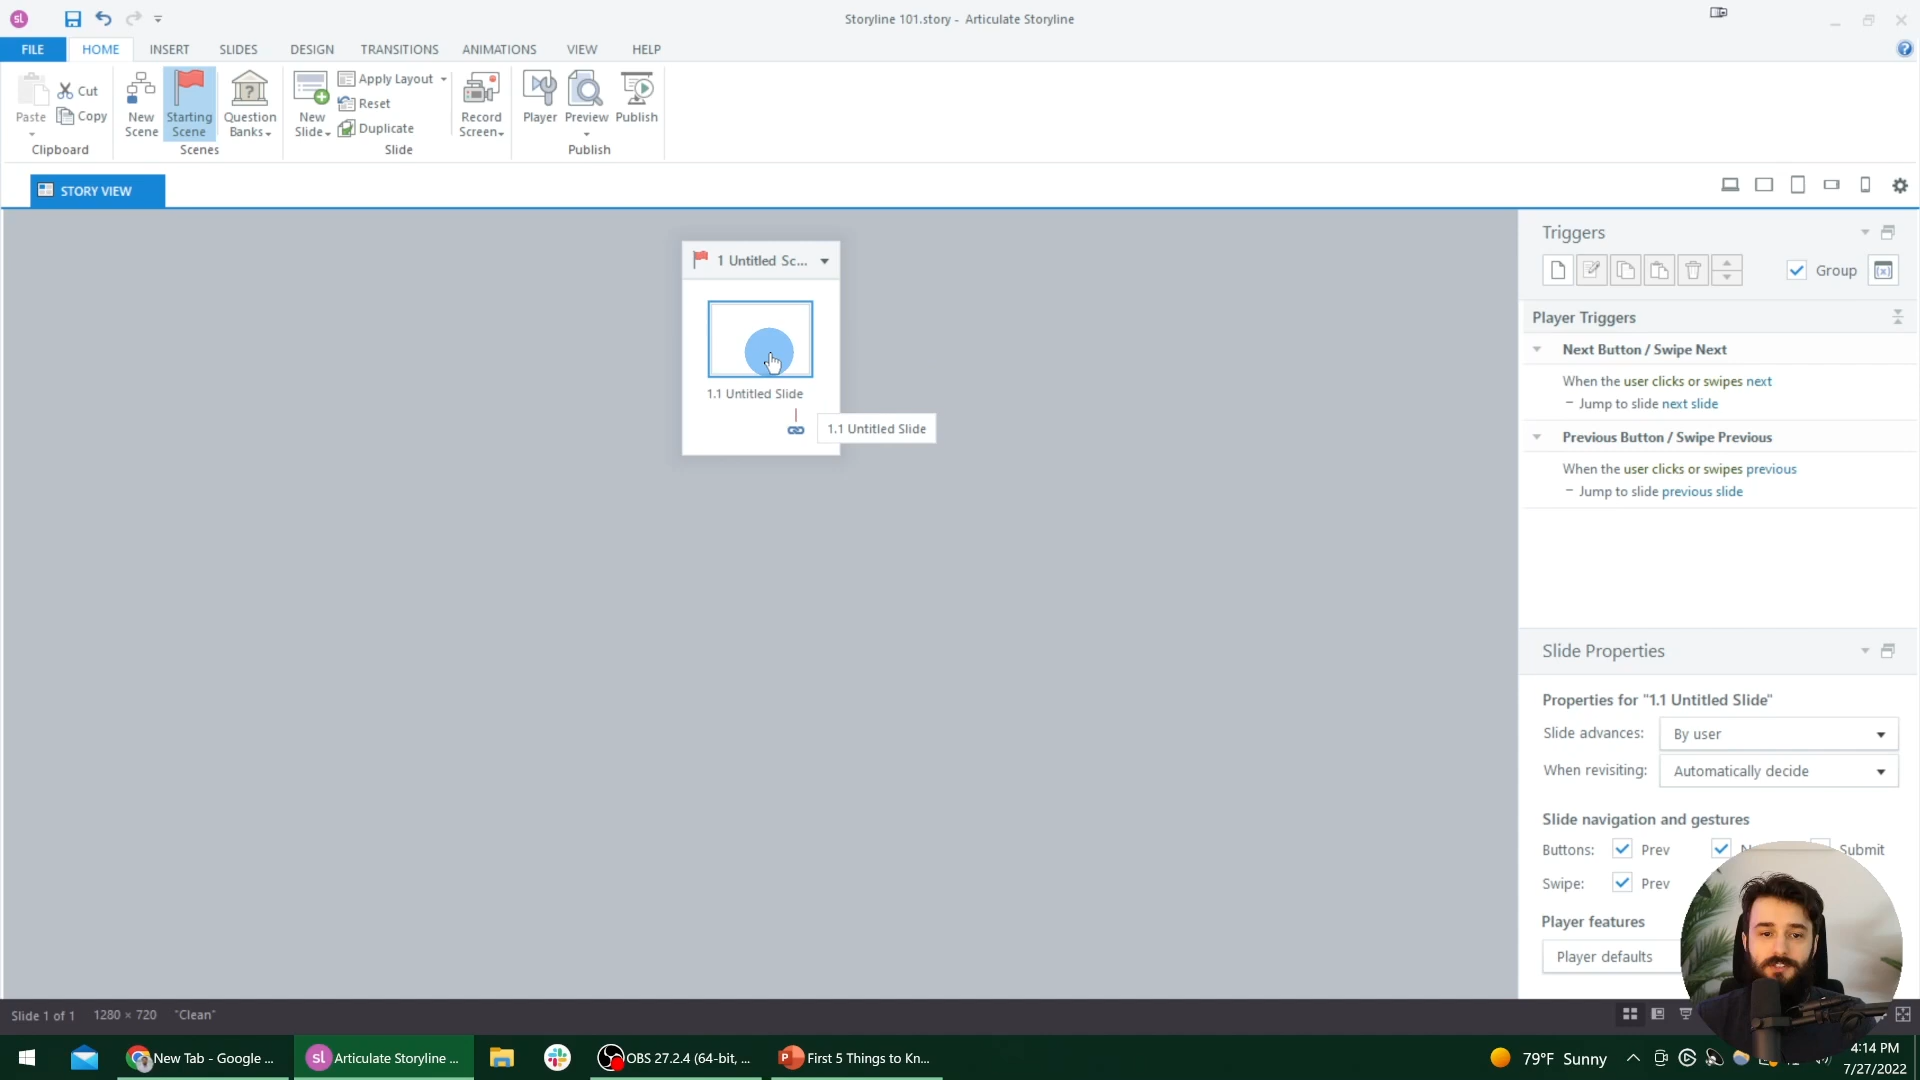 sl
Storyline 101.story - Articulate Storyline
FILE HOME INSERT SLIDES DESIGN TRANSITIONS ANIMATIONS VIEW HELP ?
Paste
Cut
Copy
Clipboard
New Scene
Starting Scene
Question Banks
Scenes
New Slide
Apply Layout
Reset
Duplicate
Slide
Record Screen
Player
Preview
Publish
Publish
STORY VIEW
1 Untitled Sc...
1.1 Untitled Slide
1.1 Untitled Slide
Triggers
Group
Player Triggers
Next Button / Swipe Next
When the user clicks or swipes next
- Jump to slide next slide
Previous Button / Swipe Previous
When the user clicks or swipes previous
- Jump to slide previous slide
Slide Properties
Properties for "1.1 Untitled Slide"
Slide advances: By user
When revisiting: Automatically decide
Slide navigation and gestures
Buttons: Prev Submit
Swipe: Prev
Player features
Player defaults
Slide 1 of 1 1280 × 720 "Clean"
New Tab - Google ...
sl Articulate Storyline ...
OBS 27.2.4 (64-bit, ...
First 5 Things to Kn...
79°F Sunny
4:14 PM
7/27/2022